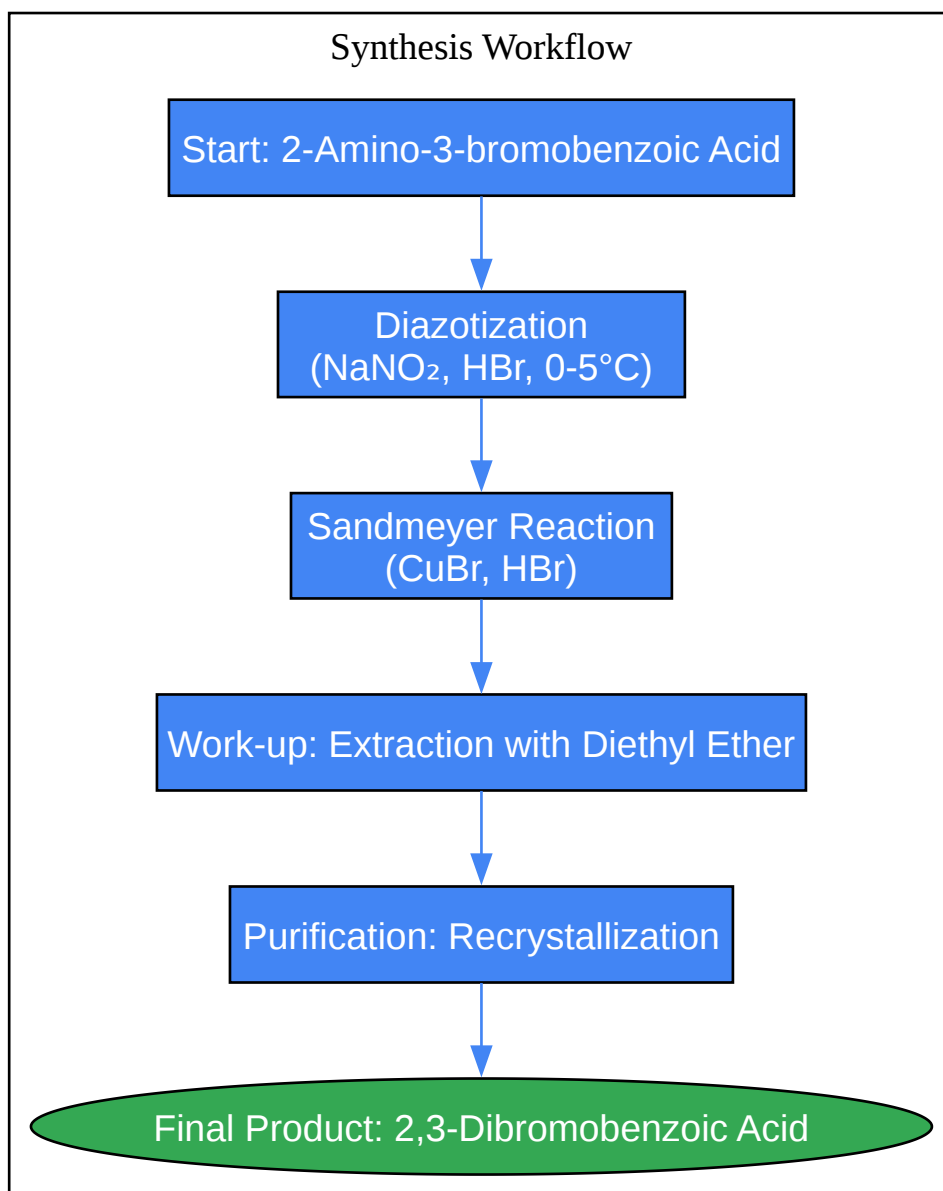 Synthesis Workflow
Start: 2-Amino-3-bromobenzoic Acid
Diazotization
(NaNO₂, HBr, 0-5°C)
Sandmeyer Reaction
(CuBr, HBr)
Work-up: Extraction with Diethyl Ether
Purification: Recrystallization
Final Product: 2,3-Dibromobenzoic Acid